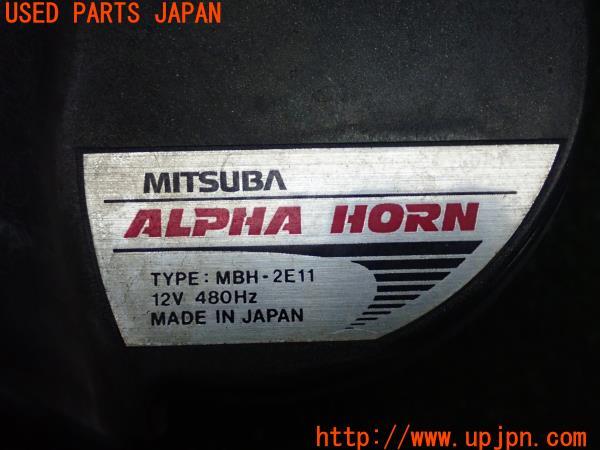 USED PARTS JAPAN
MITSUBA
ALPHA HORN
TYPE: MBH-2E11
12V 480Hz
MADE IN JAPAN
http://www.upjpn.com